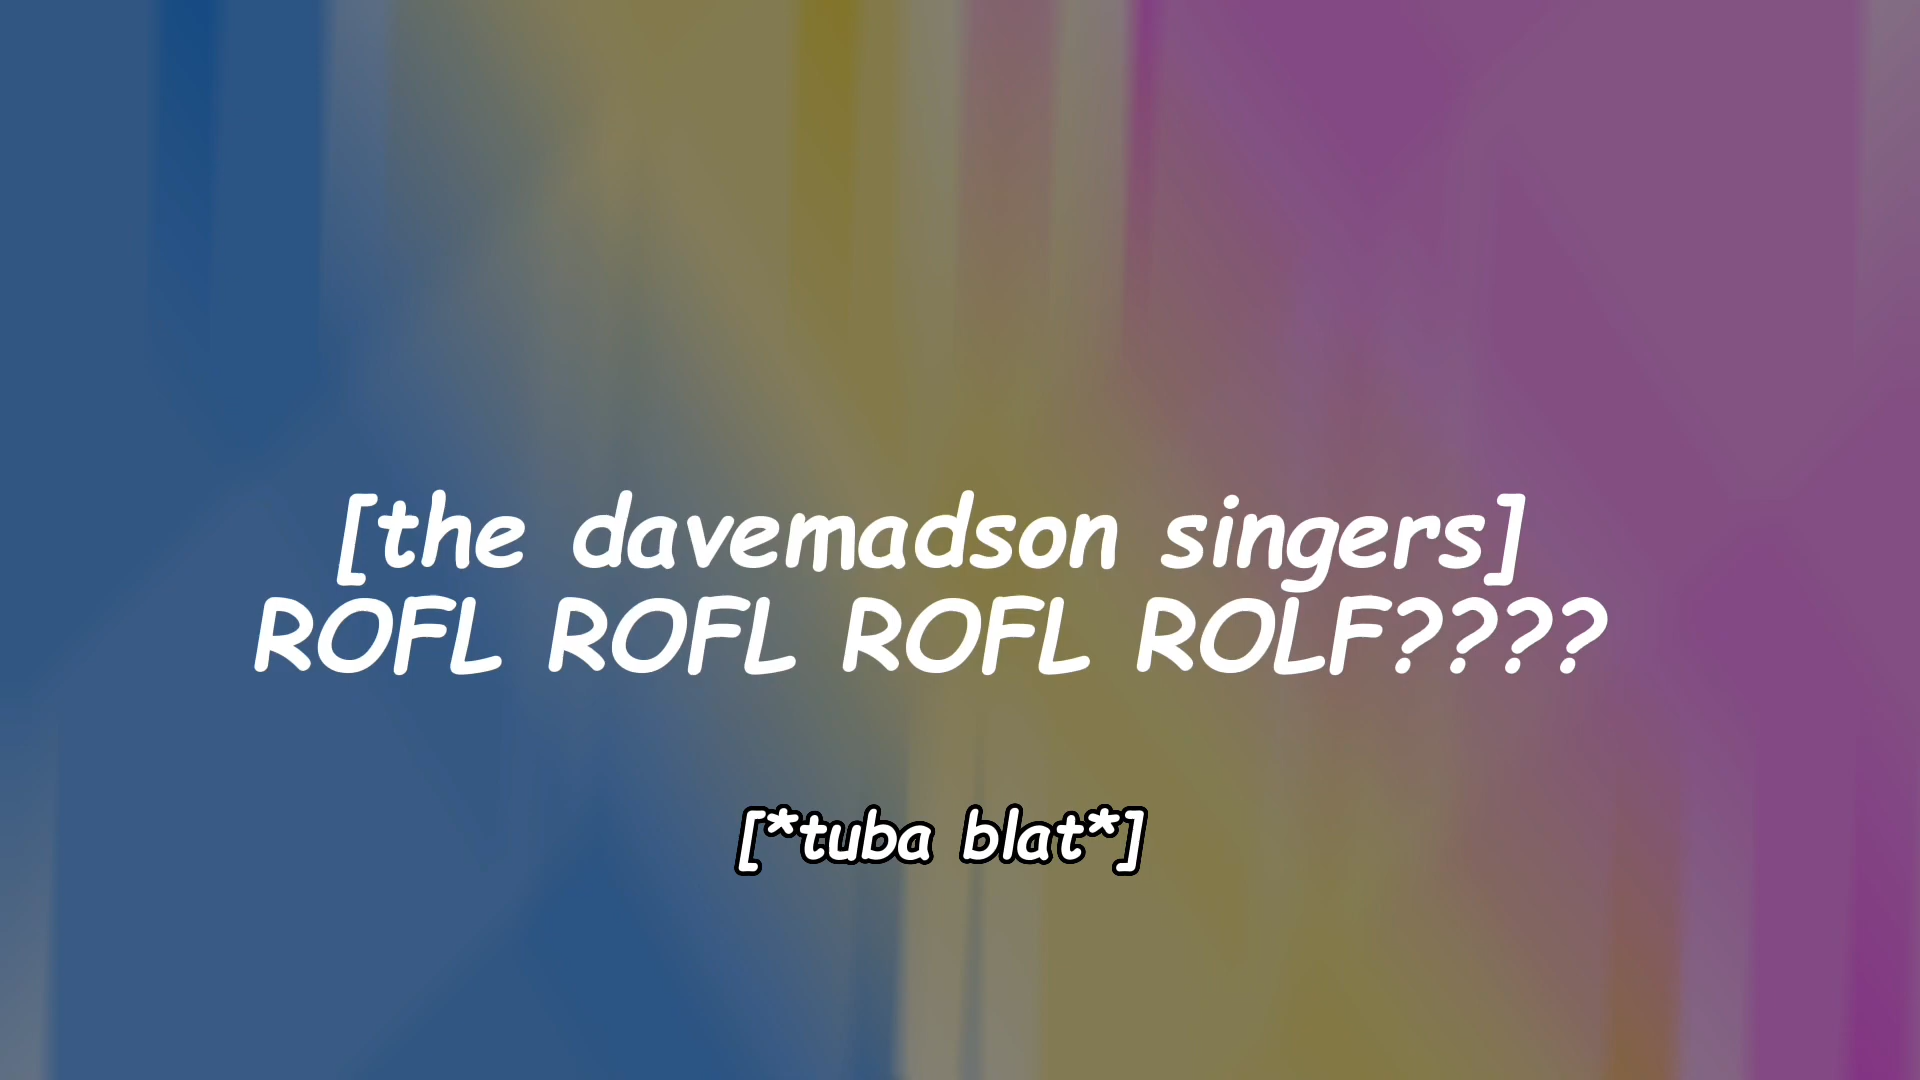 [the davemadson singers]
ROFL ROFL ROFL ROLF????
[*tuba blat*]